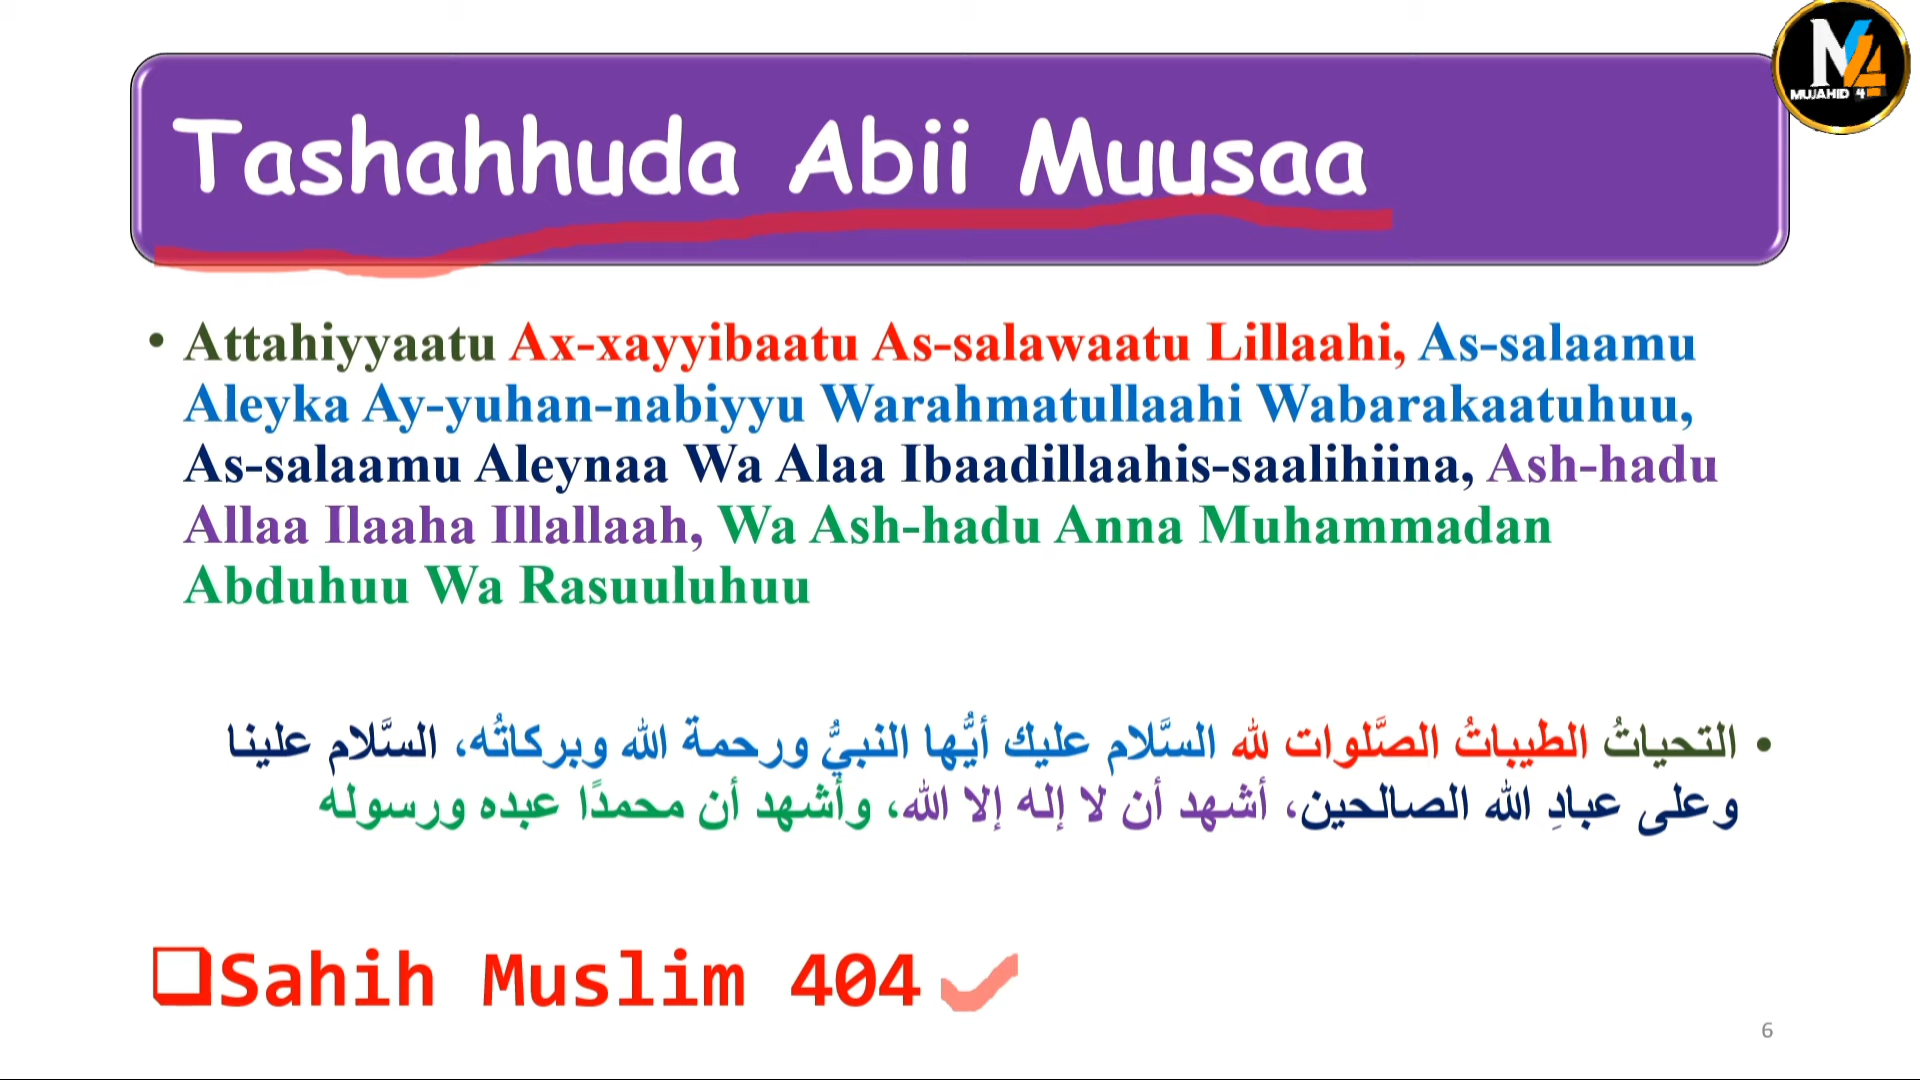 M4
MUJAHID 4
Tashahhuda Abii Muusaa
• Attahiyyaatu Ax-xayyibaatu As-salawaatu Lillaahi, As-salaamu
Aleyka Ay-yuhan-nabiyyu Warahmatullaahi Wabarakaatuhuu,
As-salaamu Aleynaa Wa Alaa Ibaadillaahis-saalihiina, Ash-hadu
Allaa Ilaaha Illallaah, Wa Ash-hadu Anna Muhammadan
Abduhuu Wa Rasuuluhuu
• التحياتُ الطيباتُ الصَّلوات لله السَّلام عليك أيُّها النبيُّ ورحمة الله وبركاتُه، السَّلام علينا
وعلى عبادِ الله الصالحين، أشهد أن لا إله إلا الله، وأشهد أن محمدًا عبده ورسوله
❑Sahih Muslim 404
6